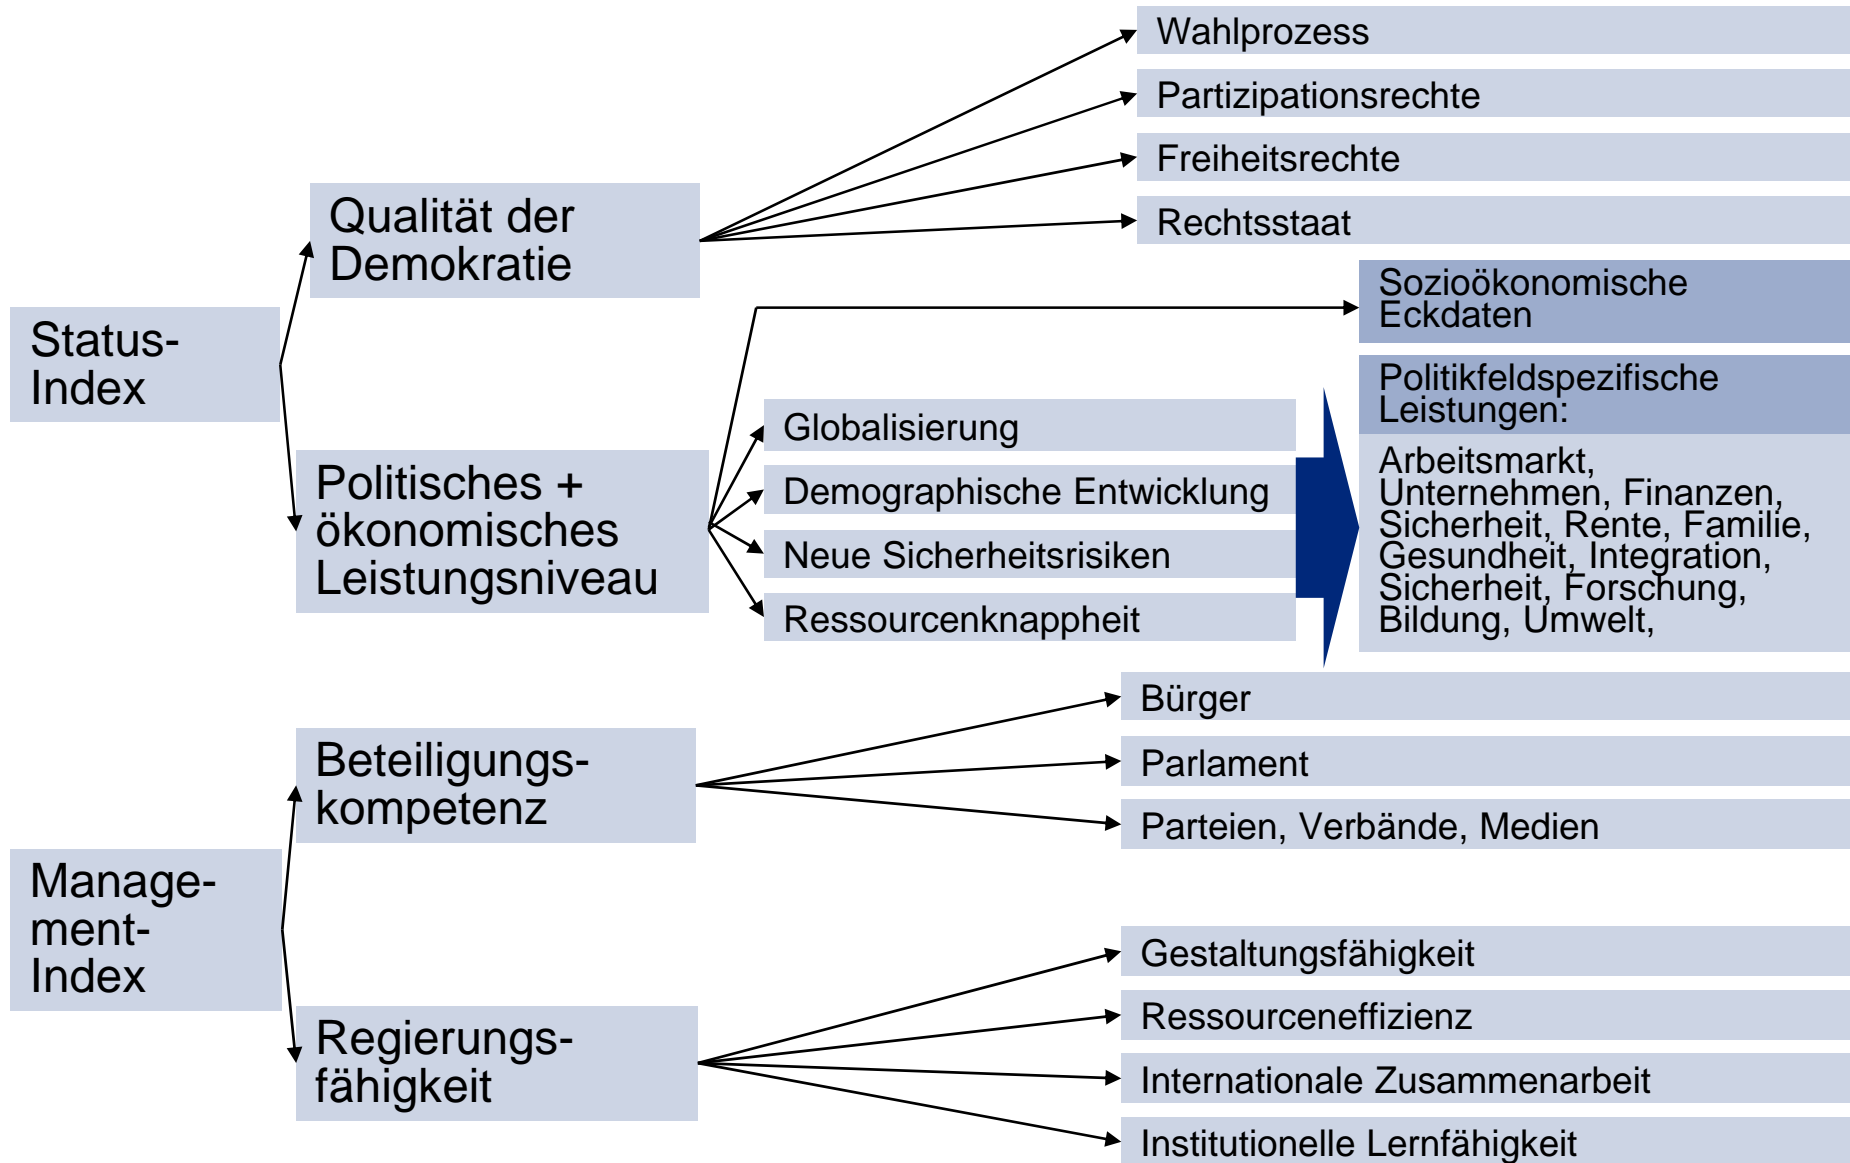 Wahlprozess
Partizipationsrechte
Freiheitsrechte
Rechtsstaat
Qualität der
Demokratie
Status-
Index
Sozioökonomische
Eckdaten
Politisches +
ökonomisches
Leistungsniveau
Globalisierung
Demographische Entwicklung
Neue Sicherheitsrisiken
Ressourcenknappheit
Politikfeldspezifische
Leistungen:
Arbeitsmarkt,
Unternehmen, Finanzen,
Sicherheit, Rente, Familie,
Gesundheit, Integration,
Sicherheit, Forschung,
Bildung, Umwelt,
Manage-
ment-
Index
Beteiligungs-
kompetenz
Bürger
Parlament
Parteien, Verbände, Medien
Regierungs-
fähigkeit
Gestaltungsfähigkeit
Ressourceneffizienz
Internationale Zusammenarbeit
Institutionelle Lernfähigkeit